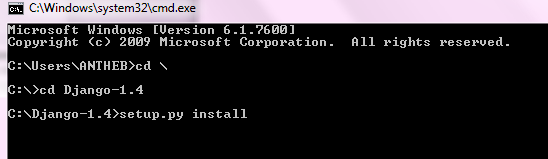 C:\Windows\system32\cmd.exe
Microsoft Windows [Version 6.1.7600]
Copyright (c) 2009 Microsoft Corporation.  All rights reserved.
C:\Users\ANTHEB>cd \
C:\>cd Django-1.4
C:\Django-1.4>setup.py install